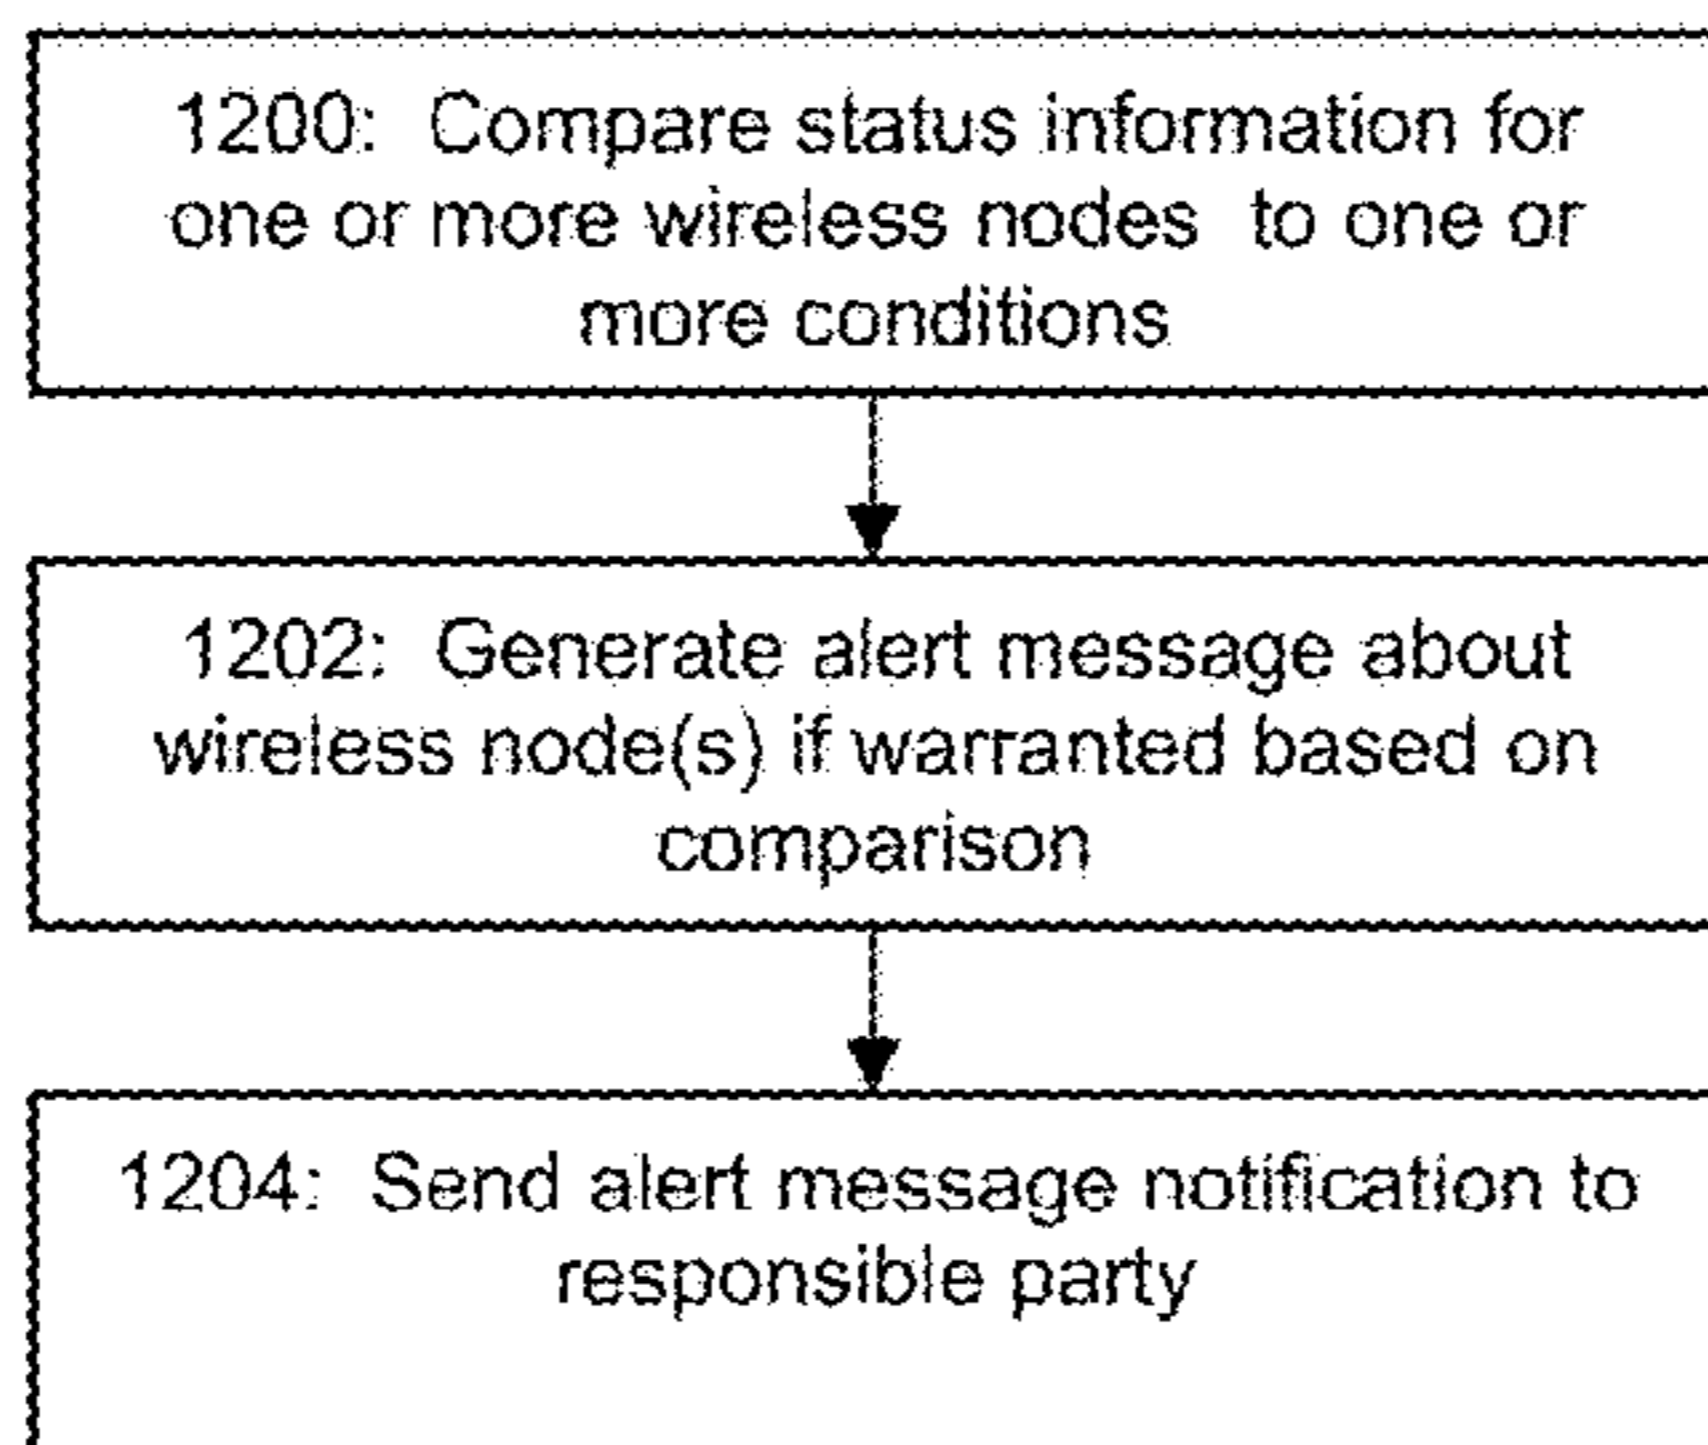 1200: Compare status information for
one or more wireless nodes to one or
more conditions
1202: Generate alert message about
wireless node(s) if warranted based on
comparison
1204: Send alert message notification to
responsible party